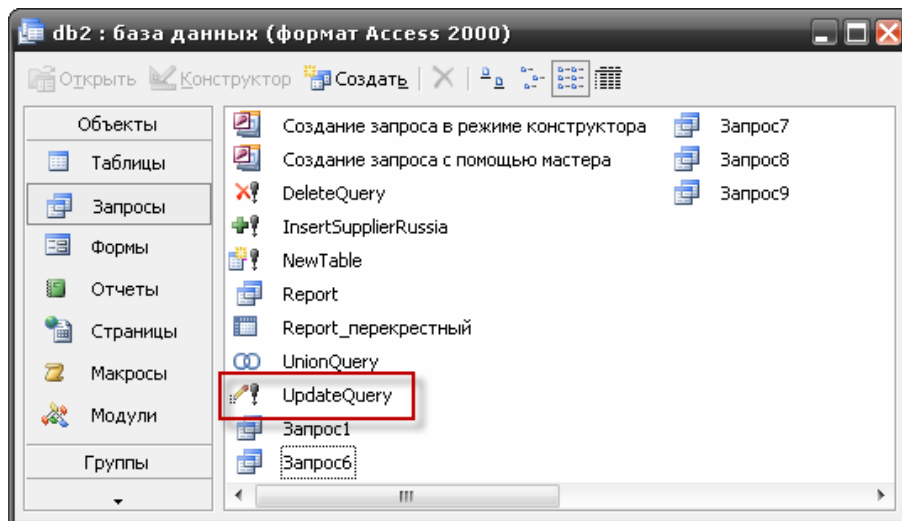 db2 : база данных (формат Access 2000)
Открыть Конструктор Создать
Объекты
Таблицы
Запросы
Формы
Отчеты
Страницы
Макросы
Модули
Группы
Создание запроса в режиме конструктора
Создание запроса с помощью мастера
DeleteQuery
InsertSupplierRussia
NewTable
Report
Report_перекрестный
UnionQuery
UpdateQuery
Запрос1
Запрос6
Запрос7
Запрос8
Запрос9